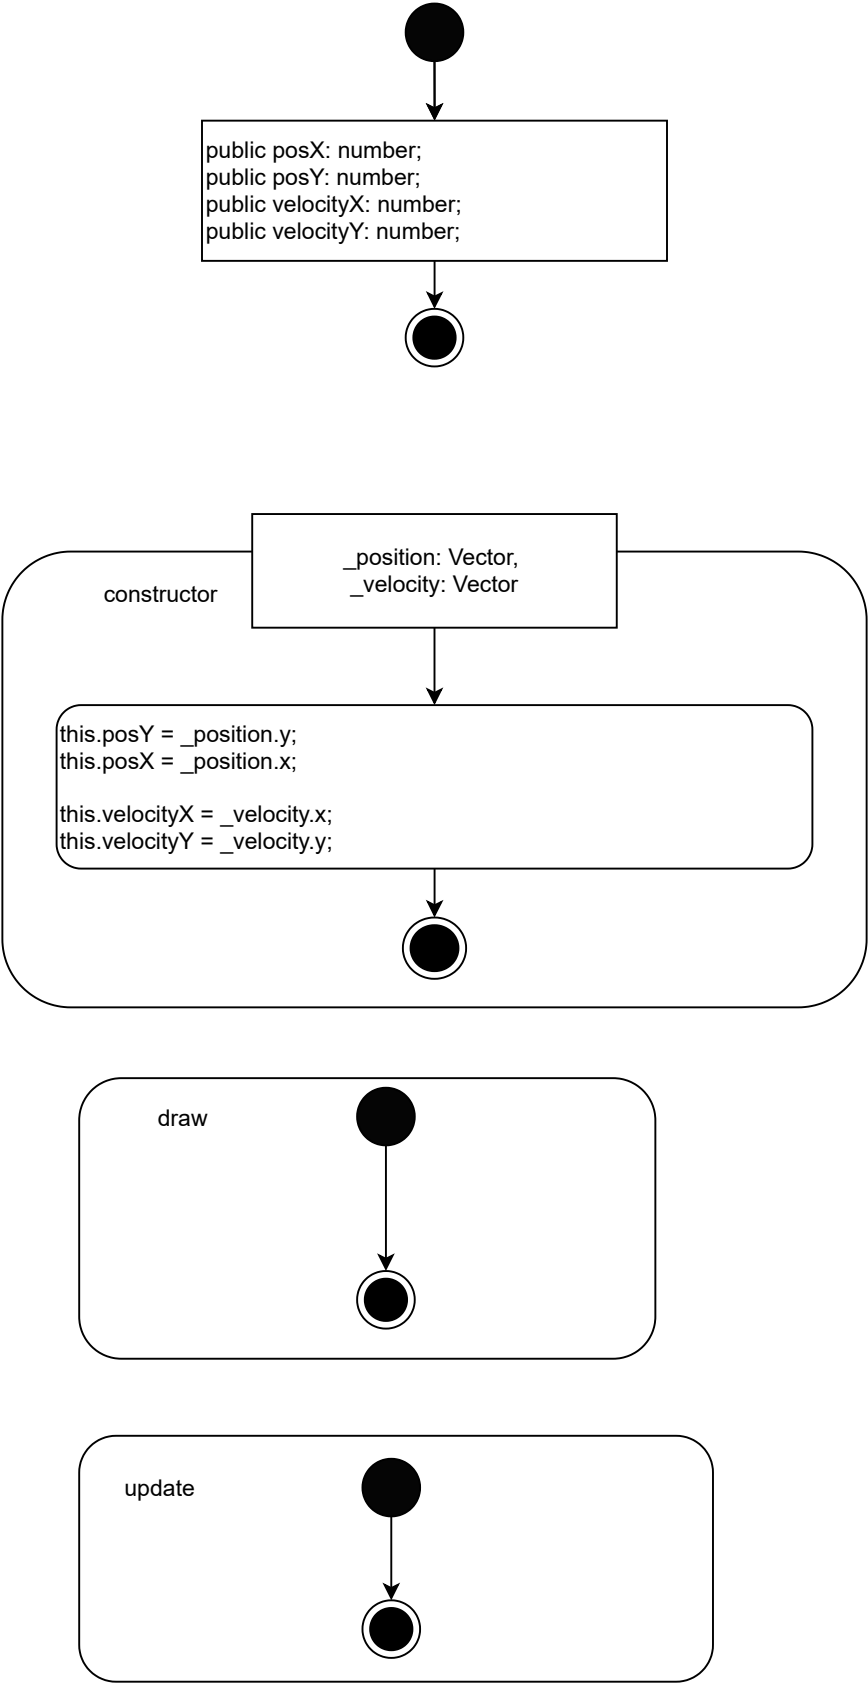 public posX: number;
public posY: number;
public velocityX: number;
public velocityY: number;
_position: Vector,
_velocity: Vector
constructor
this.posY = _position.y;
this.posX = _position.x;
this.velocityX = _velocity.x;
this.velocityY = _velocity.y;
draw
update